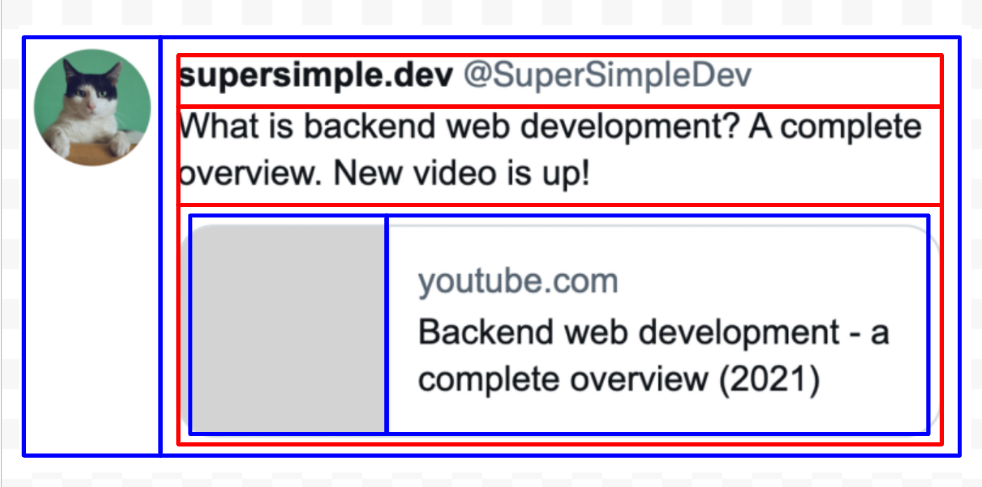 supersimple.dev @SuperSimpleDev
What is backend web development? A complete
overview. New video is up!
youtube.com
Backend web development - a
complete overview (2021)